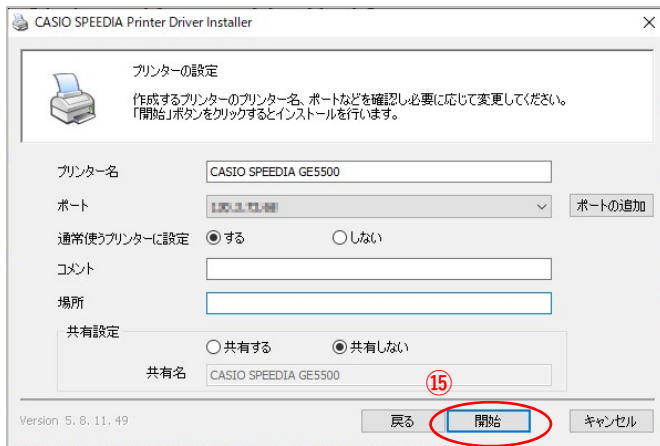 CASIO SPEEDIA Printer Driver Installer
プリンターの設定
作成するプリンターのプリンター名、ポートなどを確認し必要に応じて変更してください。
「開始」ボタンをクリックするとインストールを行います。
プリンター名 CASIO SPEEDIA GE5500
ポート ポートの追加
通常使うプリンターに設定 する しない
コメント
場所
共有設定
共有する 共有しない
共有名 CASIO SPEEDIA GE5500
⑮
Version 5. 8. 11. 49 戻る 開始 キャンセル